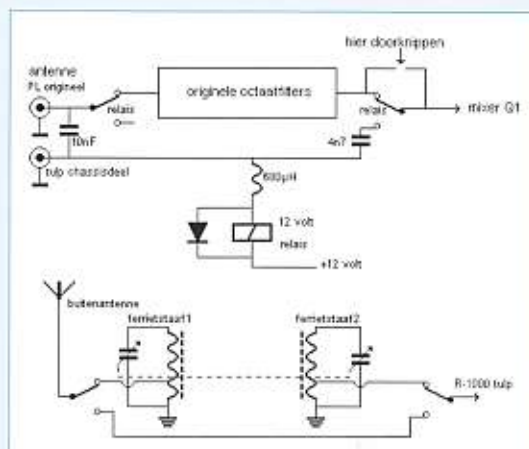 hier doorknippen
antenne
PL origineel
originele octaaffilters
relais
relais
mixer Q1
10nF
4n7
tulp chassisdeel
680µH
12 volt
relais
+12 volt
buitenantenne
ferrietstaaf1
ferrietstaaf2
R-1000 tulp